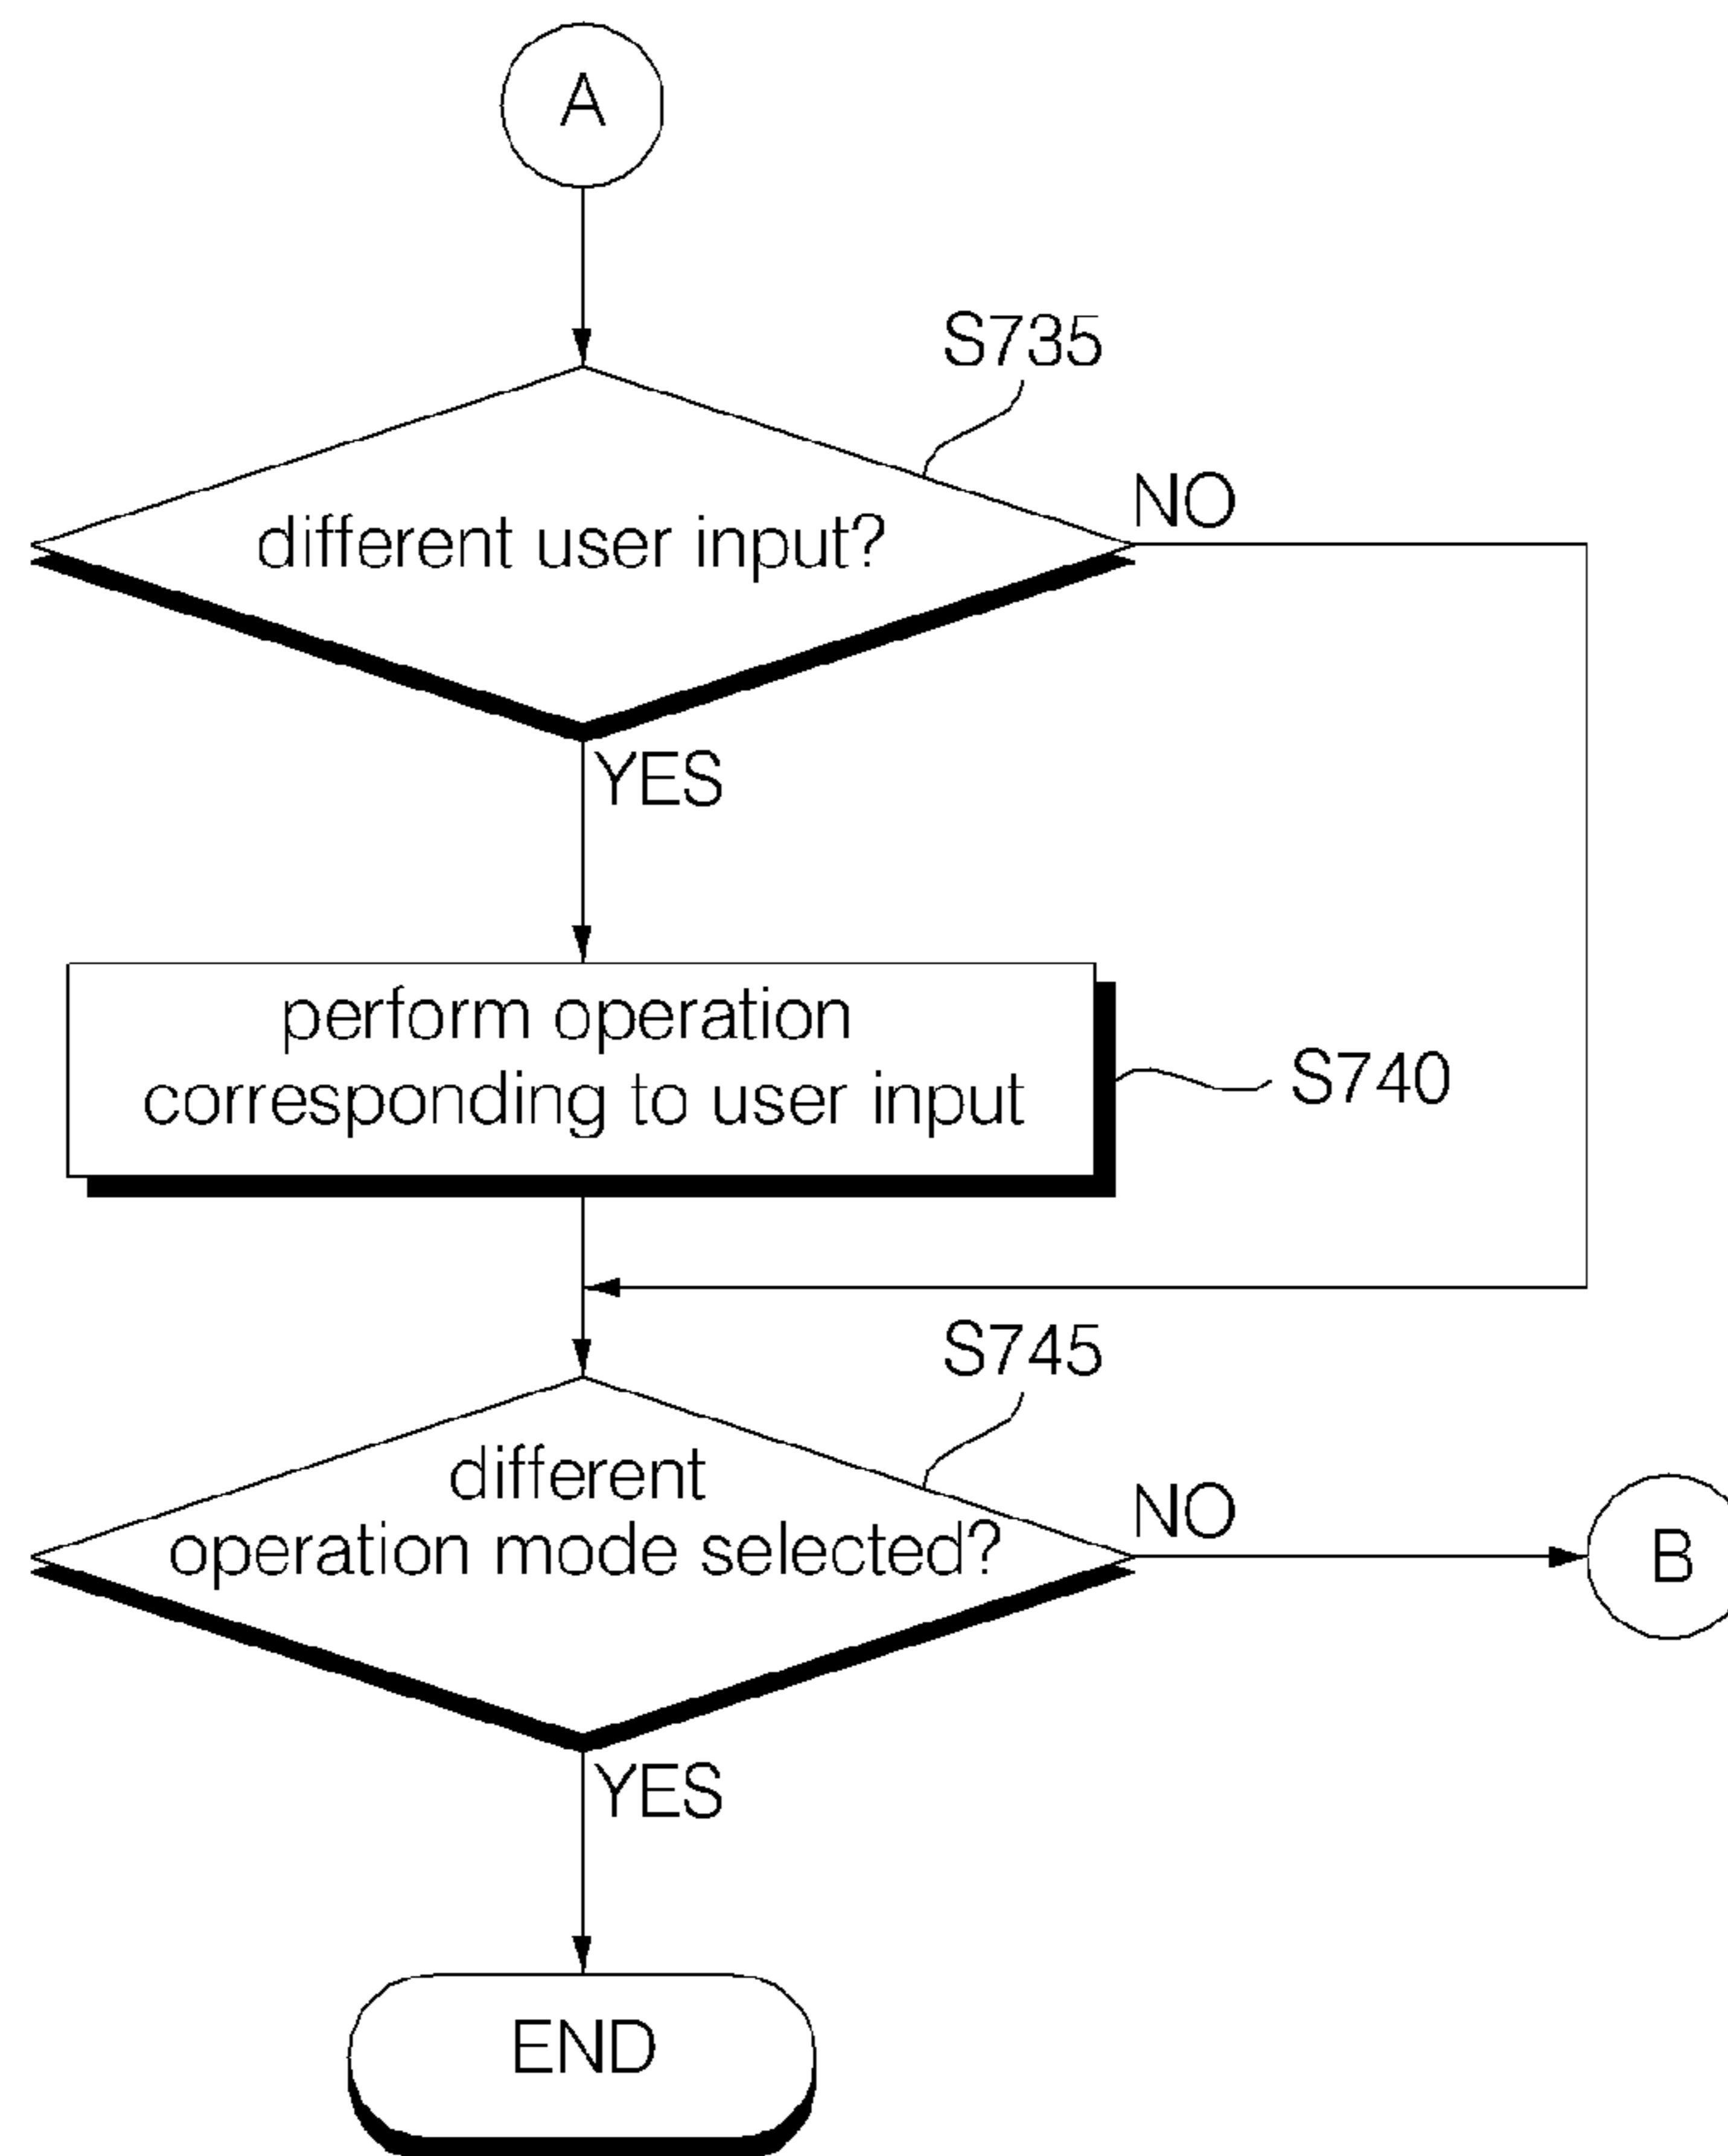 A
S735
different user input?
NO
YES
perform operation
corresponding to user input
S740
S745
different
operation mode selected?
NO
B
YES
END